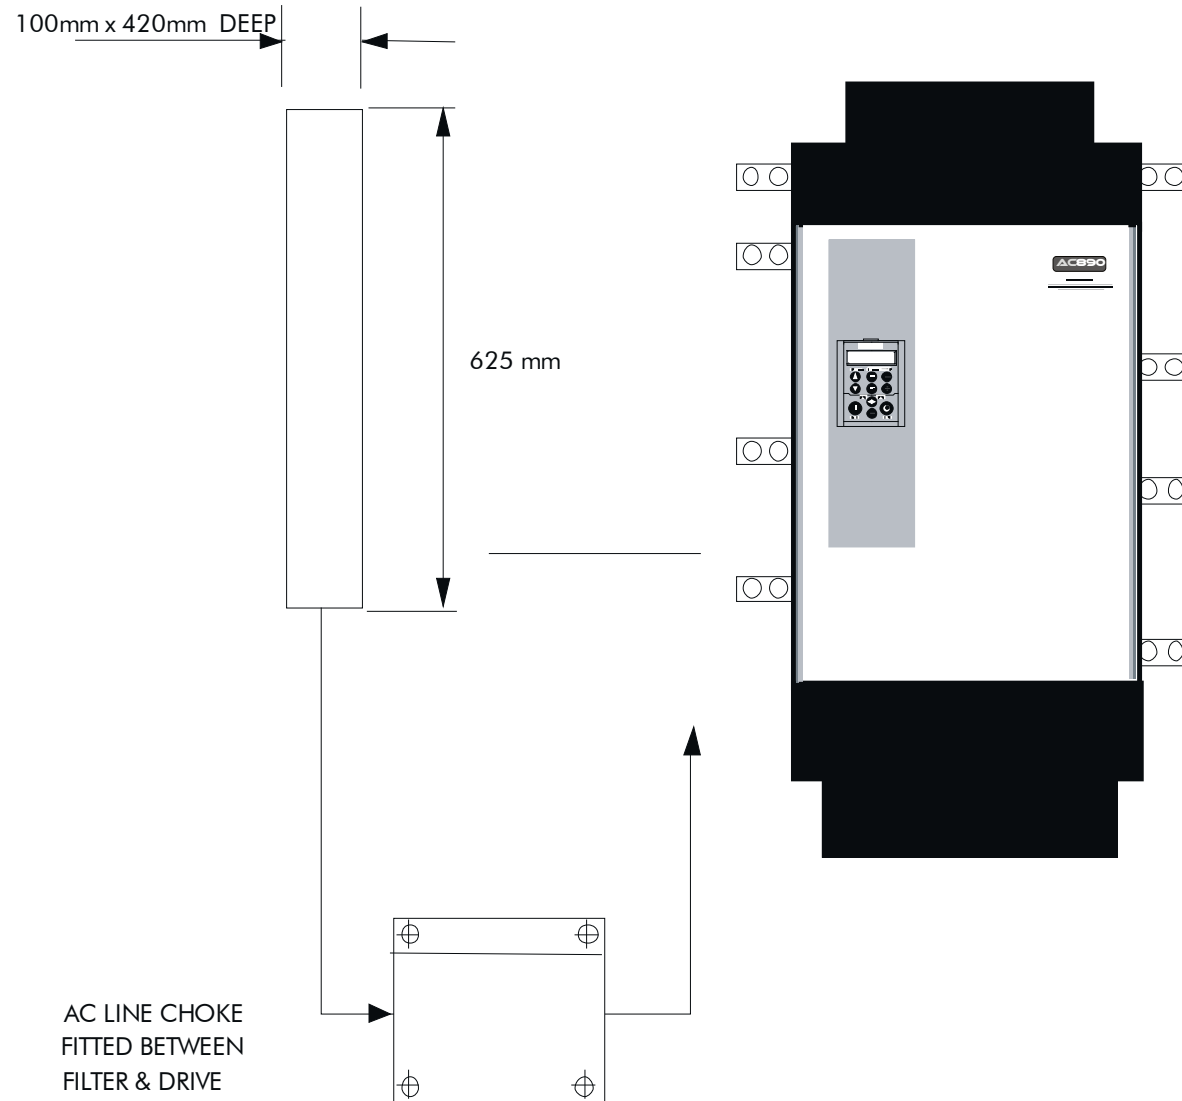 100mm x 420mm DEEP
AC890
625 mm
AC LINE CHOKE
FITTED BETWEEN
FILTER & DRIVE